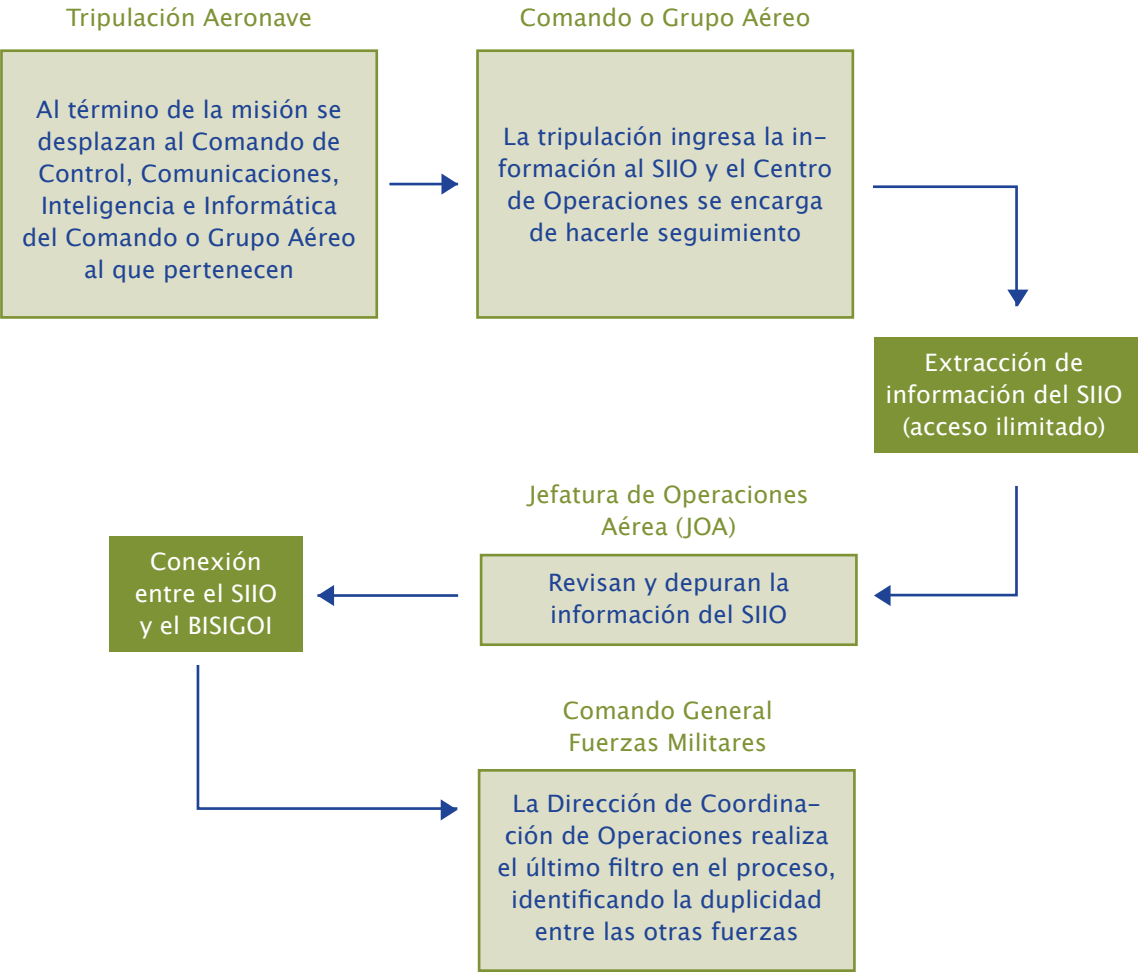 Tripulación Aeronave
Al término de la misión se
desplazan al Comando de
Control, Comunicaciones,
Inteligencia e Informática
del Comando o Grupo Aéreo
al que pertenecen
Comando o Grupo Aéreo
La tripulación ingresa la in-
formación al SIIO y el Centro
de Operaciones se encarga
de hacerle seguimiento
Extracción de
información del SIIO
(acceso ilimitado)
Jefatura de Operaciones
Aérea (JOA)
Revisan y depuran la
información del SIIO
Conexión
entre el SIIO
y el BISIGOI
Comando General
Fuerzas Militares
La Dirección de Coordina-
ción de Operaciones realiza
el último filtro en el proceso,
identificando la duplicidad
entre las otras fuerzas